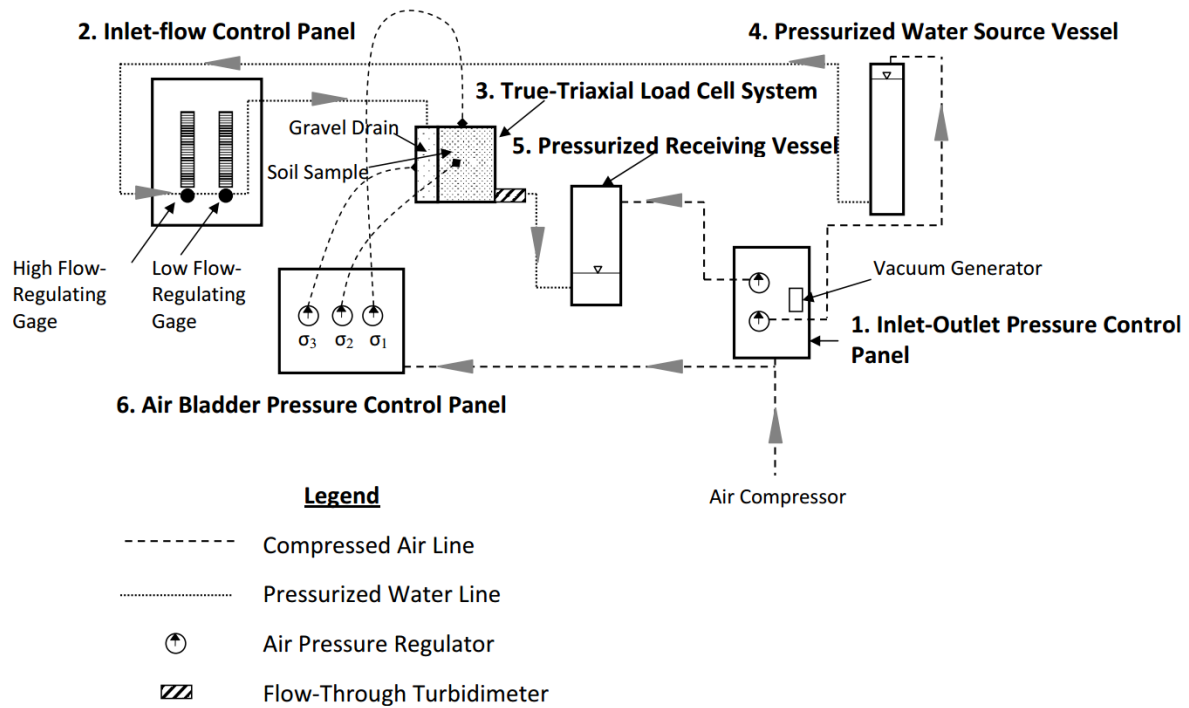 2. Inlet-flow Control Panel
4. Pressurized Water Source Vessel
3. True-Triaxial Load Cell System
Gravel Drain
5. Pressurized Receiving Vessel
Soil Sample
High Flow-
Regulating
Gage
Low Flow-
Regulating
Gage
Vacuum Generator
σ3 σ2 σ1
1. Inlet-Outlet Pressure Control
Panel
6. Air Bladder Pressure Control Panel
Air Compressor
Legend
Compressed Air Line
Pressurized Water Line
Air Pressure Regulator
Flow-Through Turbidimeter